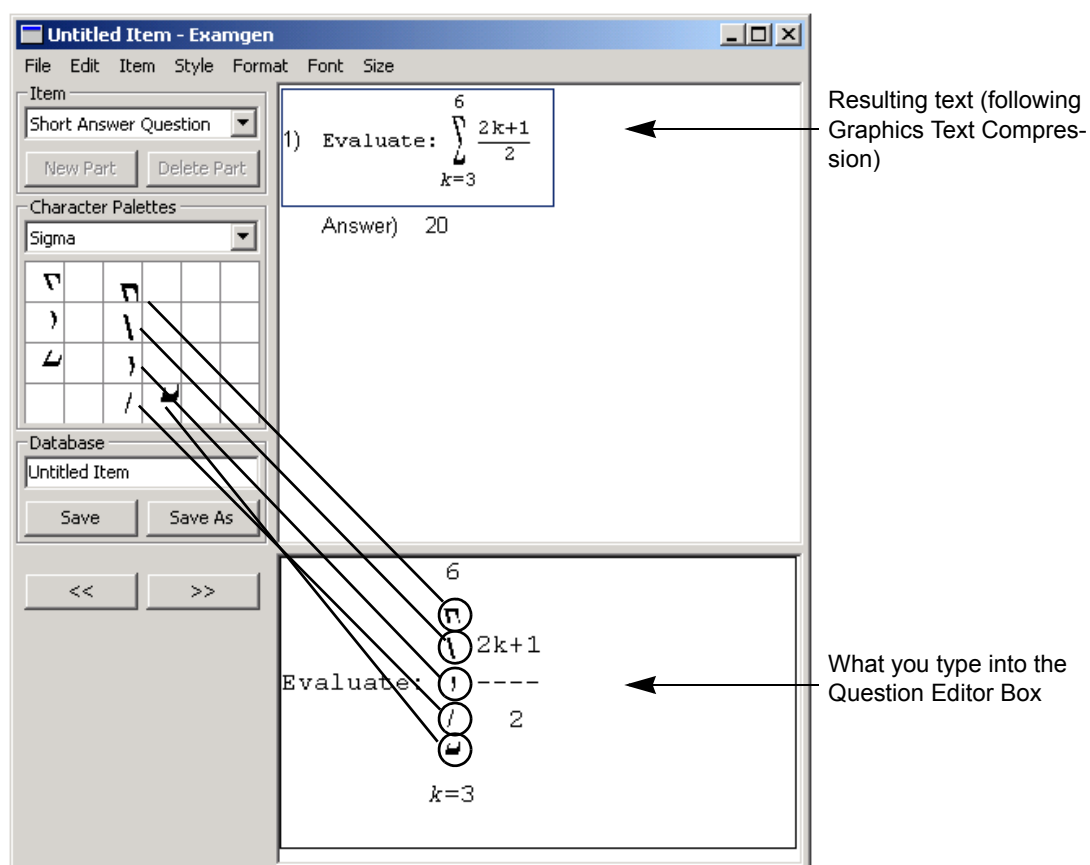 Untitled Item - Examgen
File Edit Item Style Format Font Size
Item
Short Answer Question
New Part Delete Part
Character Palettes
Sigma
Database
Untitled Item
Save Save As
<< >>
6
1) Evaluate: ∑ 2k+1
2
k=3
Answer) 20
Resulting text (following
Graphics Text Compres-
sion)
6
2k+1
Evaluate: ----
2
k=3
What you type into the
Question Editor Box